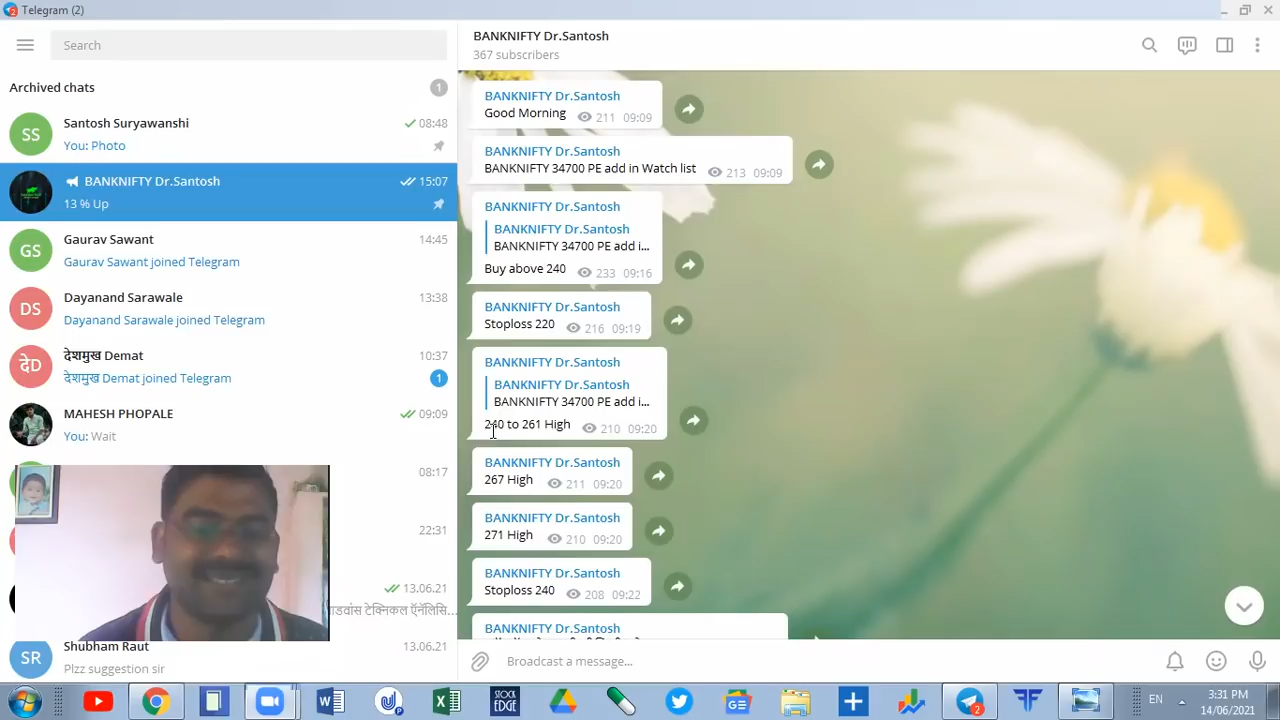 Telegram (2)
Search
Archived chats
1
SS
Santosh Suryawanshi
08:48
You: Photo
BANKNIFTY Dr.Santosh
15:07
13 % Up
GS
Gaurav Sawant
14:45
Gaurav Sawant joined Telegram
DS
Dayanand Sarawale
13:38
Dayanand Sarawale joined Telegram
देD
देशमुख Demat
10:37
देशमुख Demat joined Telegram
1
MAHESH PHOPALE
09:09
You: Wait
08:17
22:31
13.06.21
SR
Shubham Raut
13.06.21
Plzz suggestion sir
BANKNIFTY Dr.Santosh
367 subscribers
BANKNIFTY Dr.Santosh
Good Morning 211 09:09
BANKNIFTY Dr.Santosh
BANKNIFTY 34700 PE add in Watch list 213 09:09
BANKNIFTY Dr.Santosh
BANKNIFTY Dr.Santosh
BANKNIFTY 34700 PE add i...
Buy above 240 233 09:16
BANKNIFTY Dr.Santosh
Stoploss 220 216 09:19
BANKNIFTY Dr.Santosh
BANKNIFTY Dr.Santosh
BANKNIFTY 34700 PE add i...
240 to 261 High 210 09:20
BANKNIFTY Dr.Santosh
267 High 211 09:20
BANKNIFTY Dr.Santosh
271 High 210 09:20
BANKNIFTY Dr.Santosh
Stoploss 240 208 09:22
BANKNIFTY Dr.Santosh
Broadcast a message...
STOCK
EDGE
2
EN
3:31 PM
14/06/2021